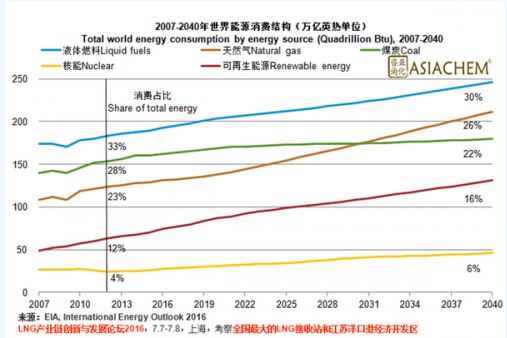 2007-2040年世界能源消费结构（万亿英热单位）
Total world energy consumption by energy source (Quadrillion Btu), 2007-2040
液体燃料Liquid fuels 天然气Natural gas 煤炭Coal
核能Nuclear 可再生能源Renewable energy
亚咨化询 ASIACHEM®
250
200
150
100
50
0
消费占比
Share of total energy
33%
28%
23%
12%
4%
30%
26%
22%
16%
6%
2007 2010 2013 2016 2019 2022 2025 2028 2031 2034 2037 2040
来源：EIA, International Energy Outlook 2016
LNG产业链创新与发展论坛2016，7.7-7.8，上海，考察全国最大的LNG接收站和江苏洋口港经济开发区